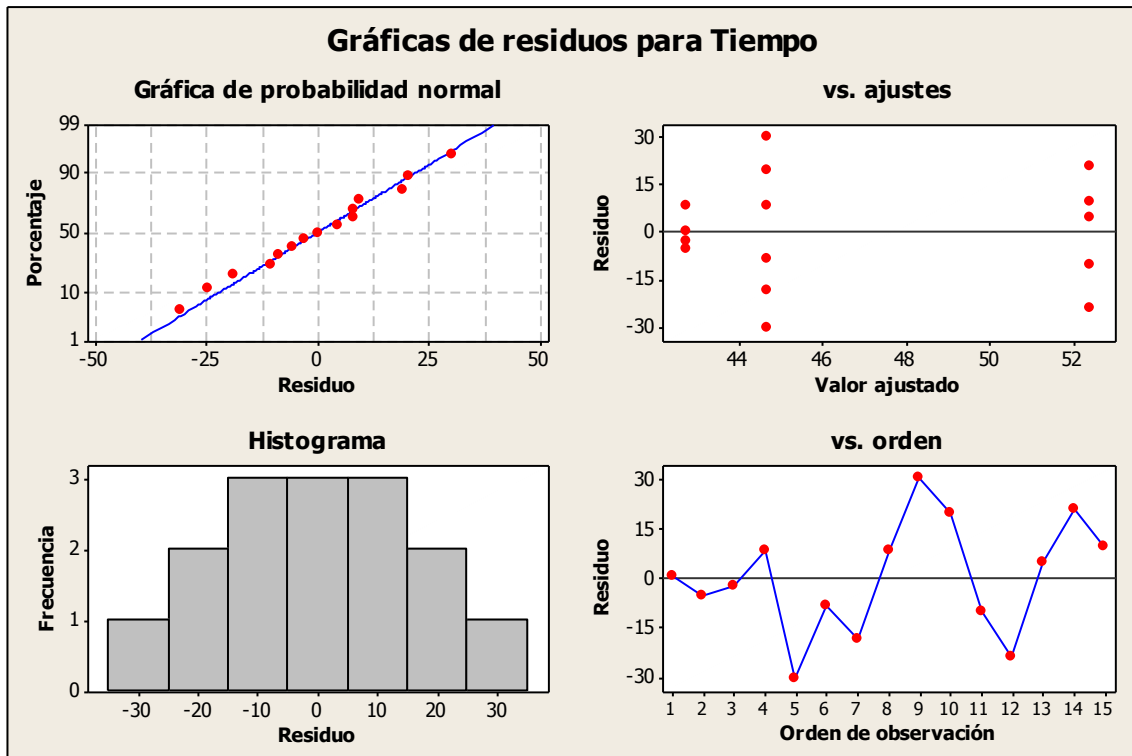 Gráficas de residuos para Tiempo
Gráfica de probabilidad normal
99
90
50
10
1
Porcentaje
-50 -25 0 25 50
Residuo
vs. ajustes
30
15
0
-15
-30
Residuo
44 46 48 50 52
Valor ajustado
Histograma
3
2
1
0
Frecuencia
-30 -20 -10 0 10 20 30
Residuo
vs. orden
30
15
0
-15
-30
Residuo
1 2 3 4 5 6 7 8 9 10 11 12 13 14 15
Orden de observación